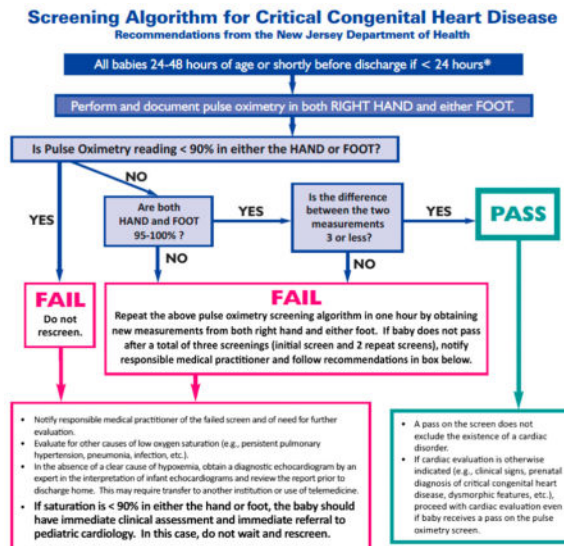 Screening Algorithm for Critical Congenital Heart Disease
Recommendations from the New Jersey Department of Health
All babies 24-48 hours of age or shortly before discharge if < 24 hours*
Perform and document pulse oximetry in both RIGHT HAND and either FOOT.
Is Pulse Oximetry reading < 90% in either the HAND or FOOT?
NO
YES
Are both
HAND and FOOT
95-100% ?
YES
Is the difference
between the two
measurements
3 or less?
YES
PASS
NO
NO
FAIL
Do not
rescreen.
FAIL
Repeat the above pulse oximetry screening algorithm in one hour by obtaining
new measurements from both right hand and either foot. If baby does not pass
after a total of three screenings (initial screen and 2 repeat screens), notify
responsible medical practitioner and follow recommendations in box below.
• Notify responsible medical practitioner of the failed screen and of need for further
evaluation.
• Evaluate for other causes of low oxygen saturation (e.g., persistent pulmonary
hypertension, pneumonia, infection, etc.).
• In the absence of a clear cause of hypoxemia, obtain a diagnostic echocardiogram by an
expert in the interpretation of infant echocardiograms and review the report prior to
discharge home. This may require transfer to another institution or use of telemedicine.
• If saturation is < 90% in either the hand or foot, the baby should
have immediate clinical assessment and immediate referral to
pediatric cardiology. In this case, do not wait and rescreen.
• A pass on the screen does not
exclude the existence of a cardiac
disorder.
• If cardiac evaluation is otherwise
indicated (e.g., clinical signs, prenatal
diagnosis of critical congenital heart
disease, dysmorphic features, etc.),
proceed with cardiac evaluation even
if baby receives a pass on the pulse
oximetry screen.